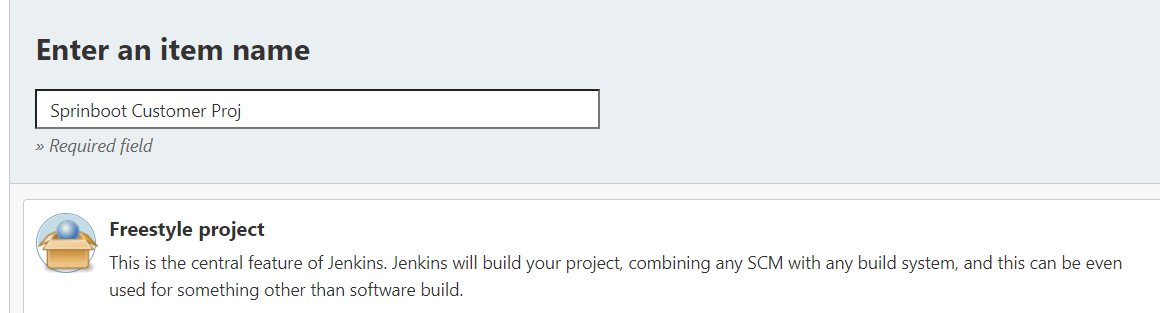 Enter an item name
Sprinboot Customer Proj
» Required field
Freestyle project
This is the central feature of Jenkins. Jenkins will build your project, combining any SCM with any build system, and this can be even
used for something other than software build.